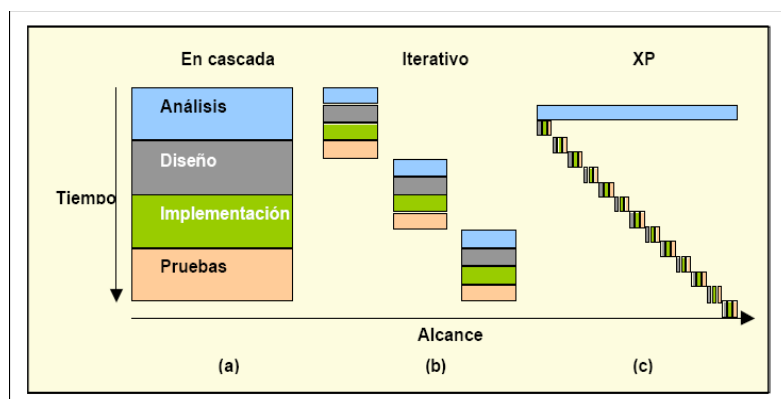 En cascada Iterativo XP
Análisis
Diseño
Tiempo
Implementación
Pruebas
Alcance
(a) (b) (c)